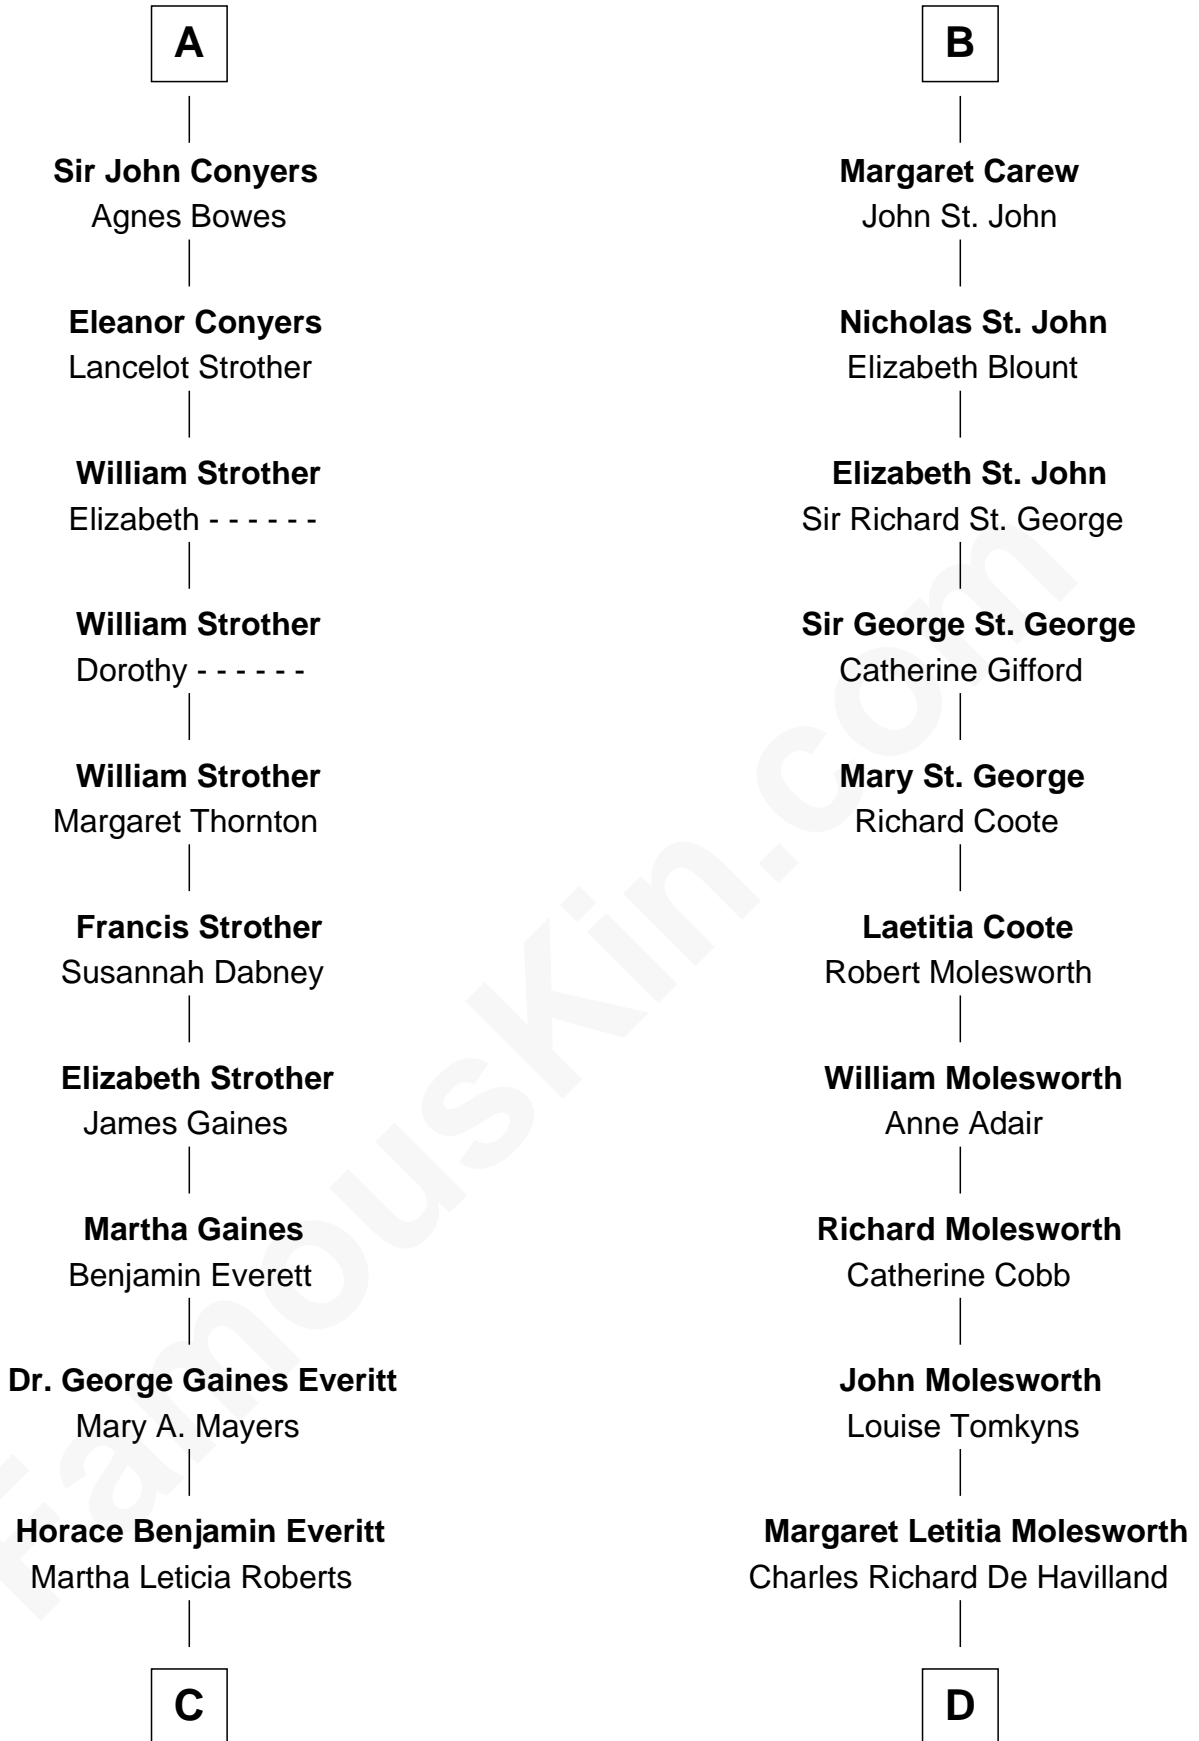 A
Sir John Conyers
Agnes Bowes
Eleanor Conyers
Lancelot Strother
William Strother
Elizabeth - - - - - -
William Strother
Dorothy - - - - - -
William Strother
Margaret Thornton
Francis Strother
Susannah Dabney
Elizabeth Strother
James Gaines
Martha Gaines
Benjamin Everett
Dr. George Gaines Everitt
Mary A. Mayers
Horace Benjamin Everitt
Martha Leticia Roberts
C
B
Margaret Carew
John St. John
Nicholas St. John
Elizabeth Blount
Elizabeth St. John
Sir Richard St. George
Sir George St. George
Catherine Gifford
Mary St. George
Richard Coote
Laetitia Coote
Robert Molesworth
William Molesworth
Anne Adair
Richard Molesworth
Catherine Cobb
John Molesworth
Louise Tomkyns
Margaret Letitia Molesworth
Charles Richard De Havilland
D
FamousKin.com